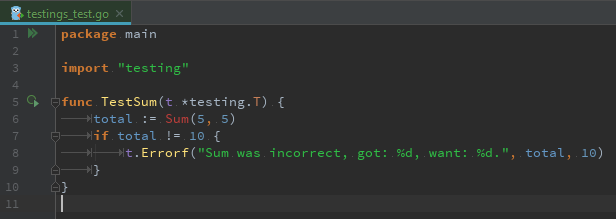 testings_test.go
1 package main
2
3 import "testing"
4
5 func TestSum(t *testing.T) {
6 total := Sum(5, 5)
7 if total != 10 {
8 t.Errorf("Sum was incorrect, got: %d, want: %d.", total, 10)
9 }
10 }
11